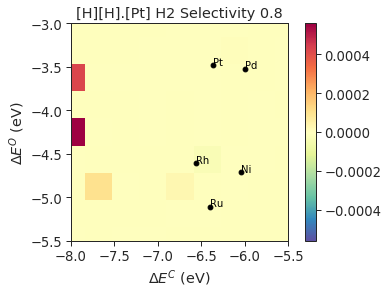 [H][H].[Pt] H2 Selectivity 0.8
−3.0
−3.5
−4.0
−4.5
−5.0
−5.5
ΔE^O (eV)
Pt
Pd
Rh
Ni
Ru
−8.0 −7.5 −7.0 −6.5 −6.0 −5.5
ΔE^C (eV)
0.0004
0.0002
0.0000
−0.0002
−0.0004